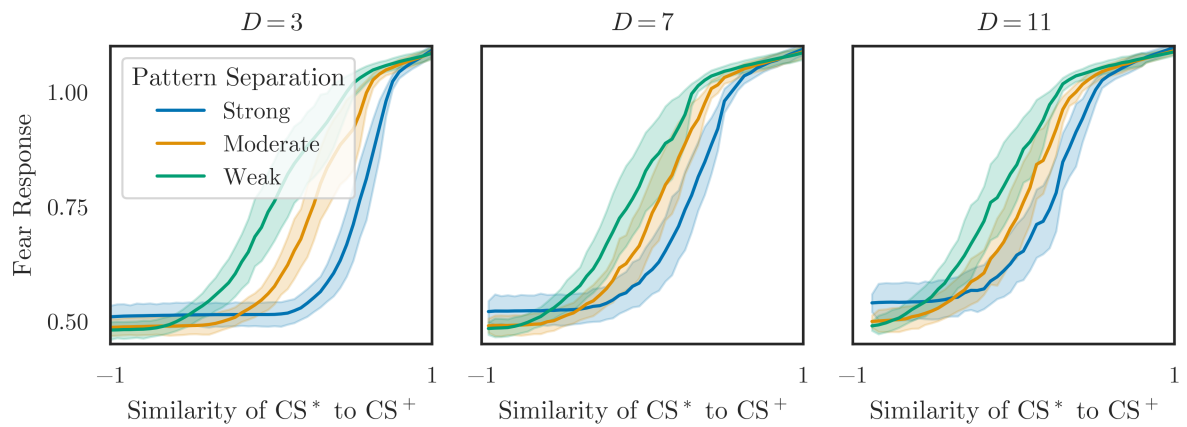 D = 3
D = 7
D = 11
Fear Response
1.00
0.75
0.50
Pattern Separation
Strong
Moderate
Weak
−1 1
−1 1
−1 1
Similarity of CS* to CS+
Similarity of CS* to CS+
Similarity of CS* to CS+